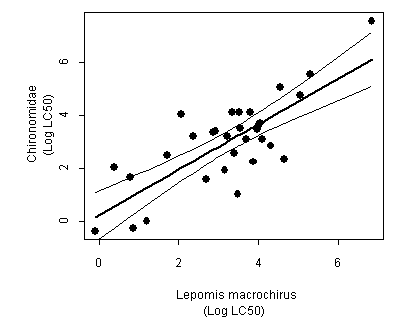 6
4
2
0
Chironomidae
(Log LC50)
0 2 4 6
Lepomis macrochirus
(Log LC50)